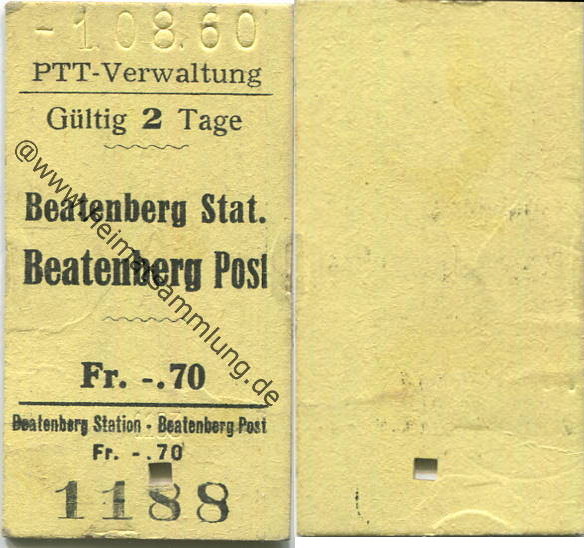 -1.08.60
PTT-Verwaltung
Gültig 2 Tage
Beatenberg Stat.
Beatenberg Post
Fr. -.70
Beatenberg Station - Beatenberg Post
Fr. -.70
1188
@www.heimatsammlung.de